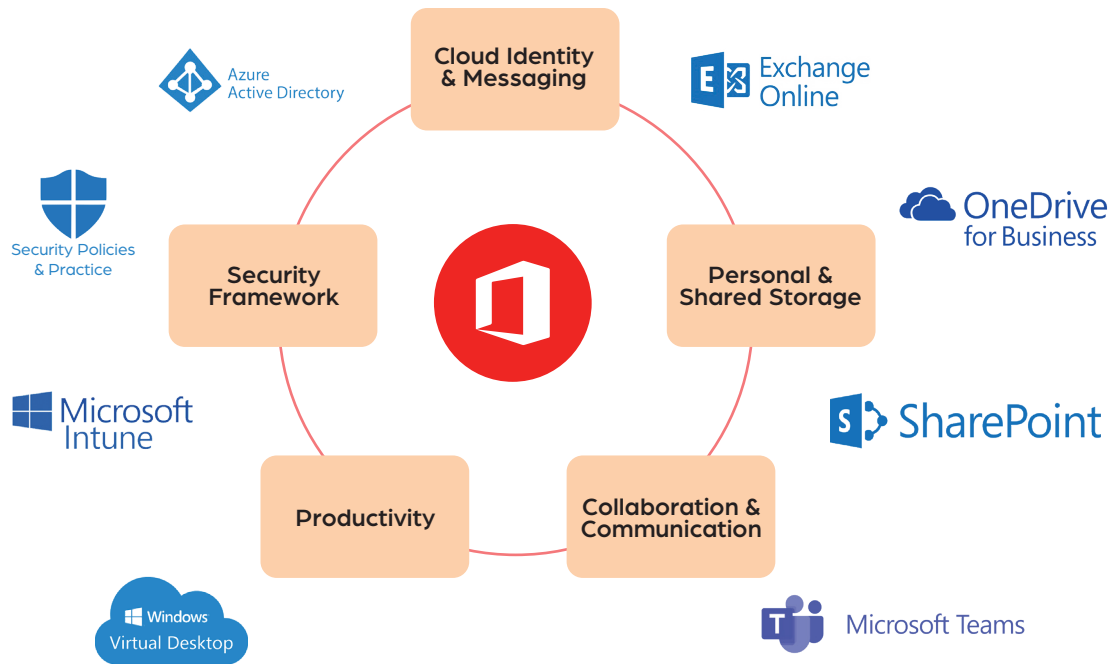 Cloud Identity
& Messaging
Azure
Active Directory
E
Exchange
Online
Security Policies
& Practice
OneDrive
for Business
Security
Framework
Personal &
Shared Storage
Microsoft
Intune
S
SharePoint
Productivity
Collaboration &
Communication
Windows
Virtual Desktop
T
Microsoft Teams